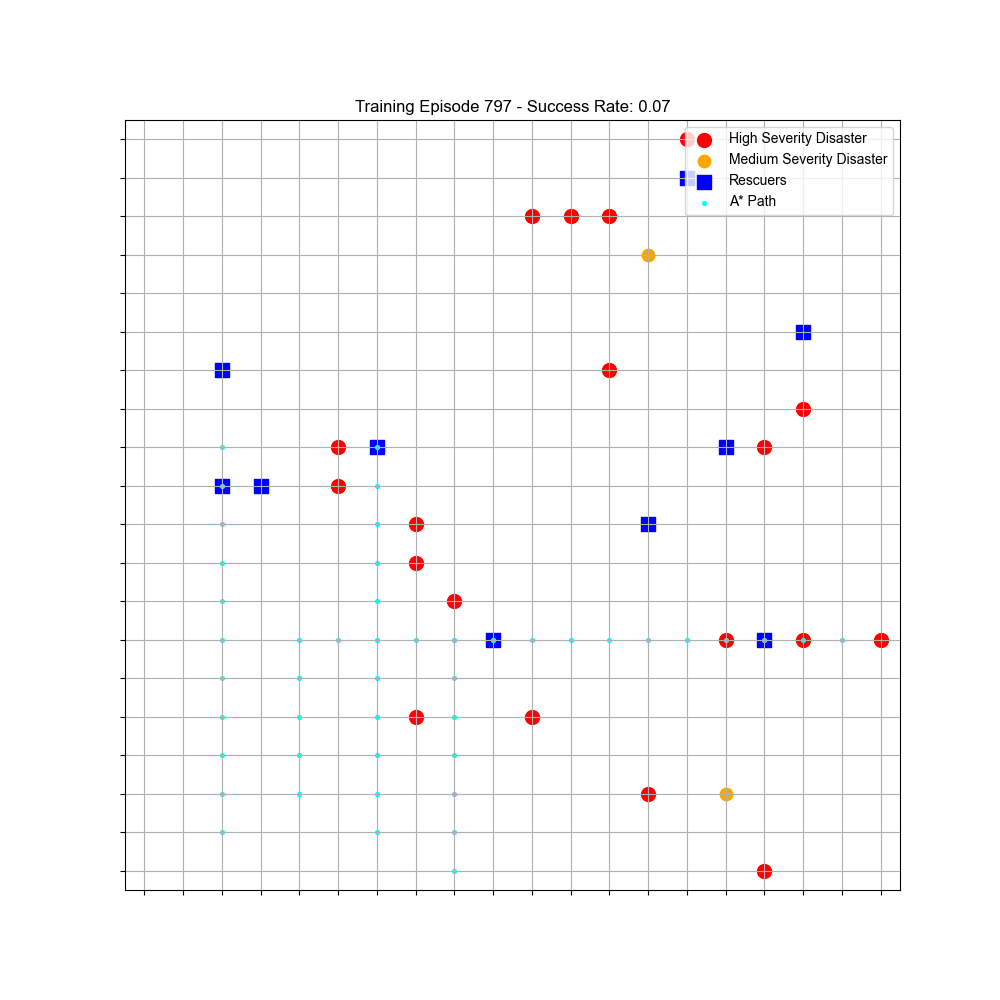 Training Episode 797 - Success Rate: 0.07
High Severity Disaster
Medium Severity Disaster
Rescuers
A* Path